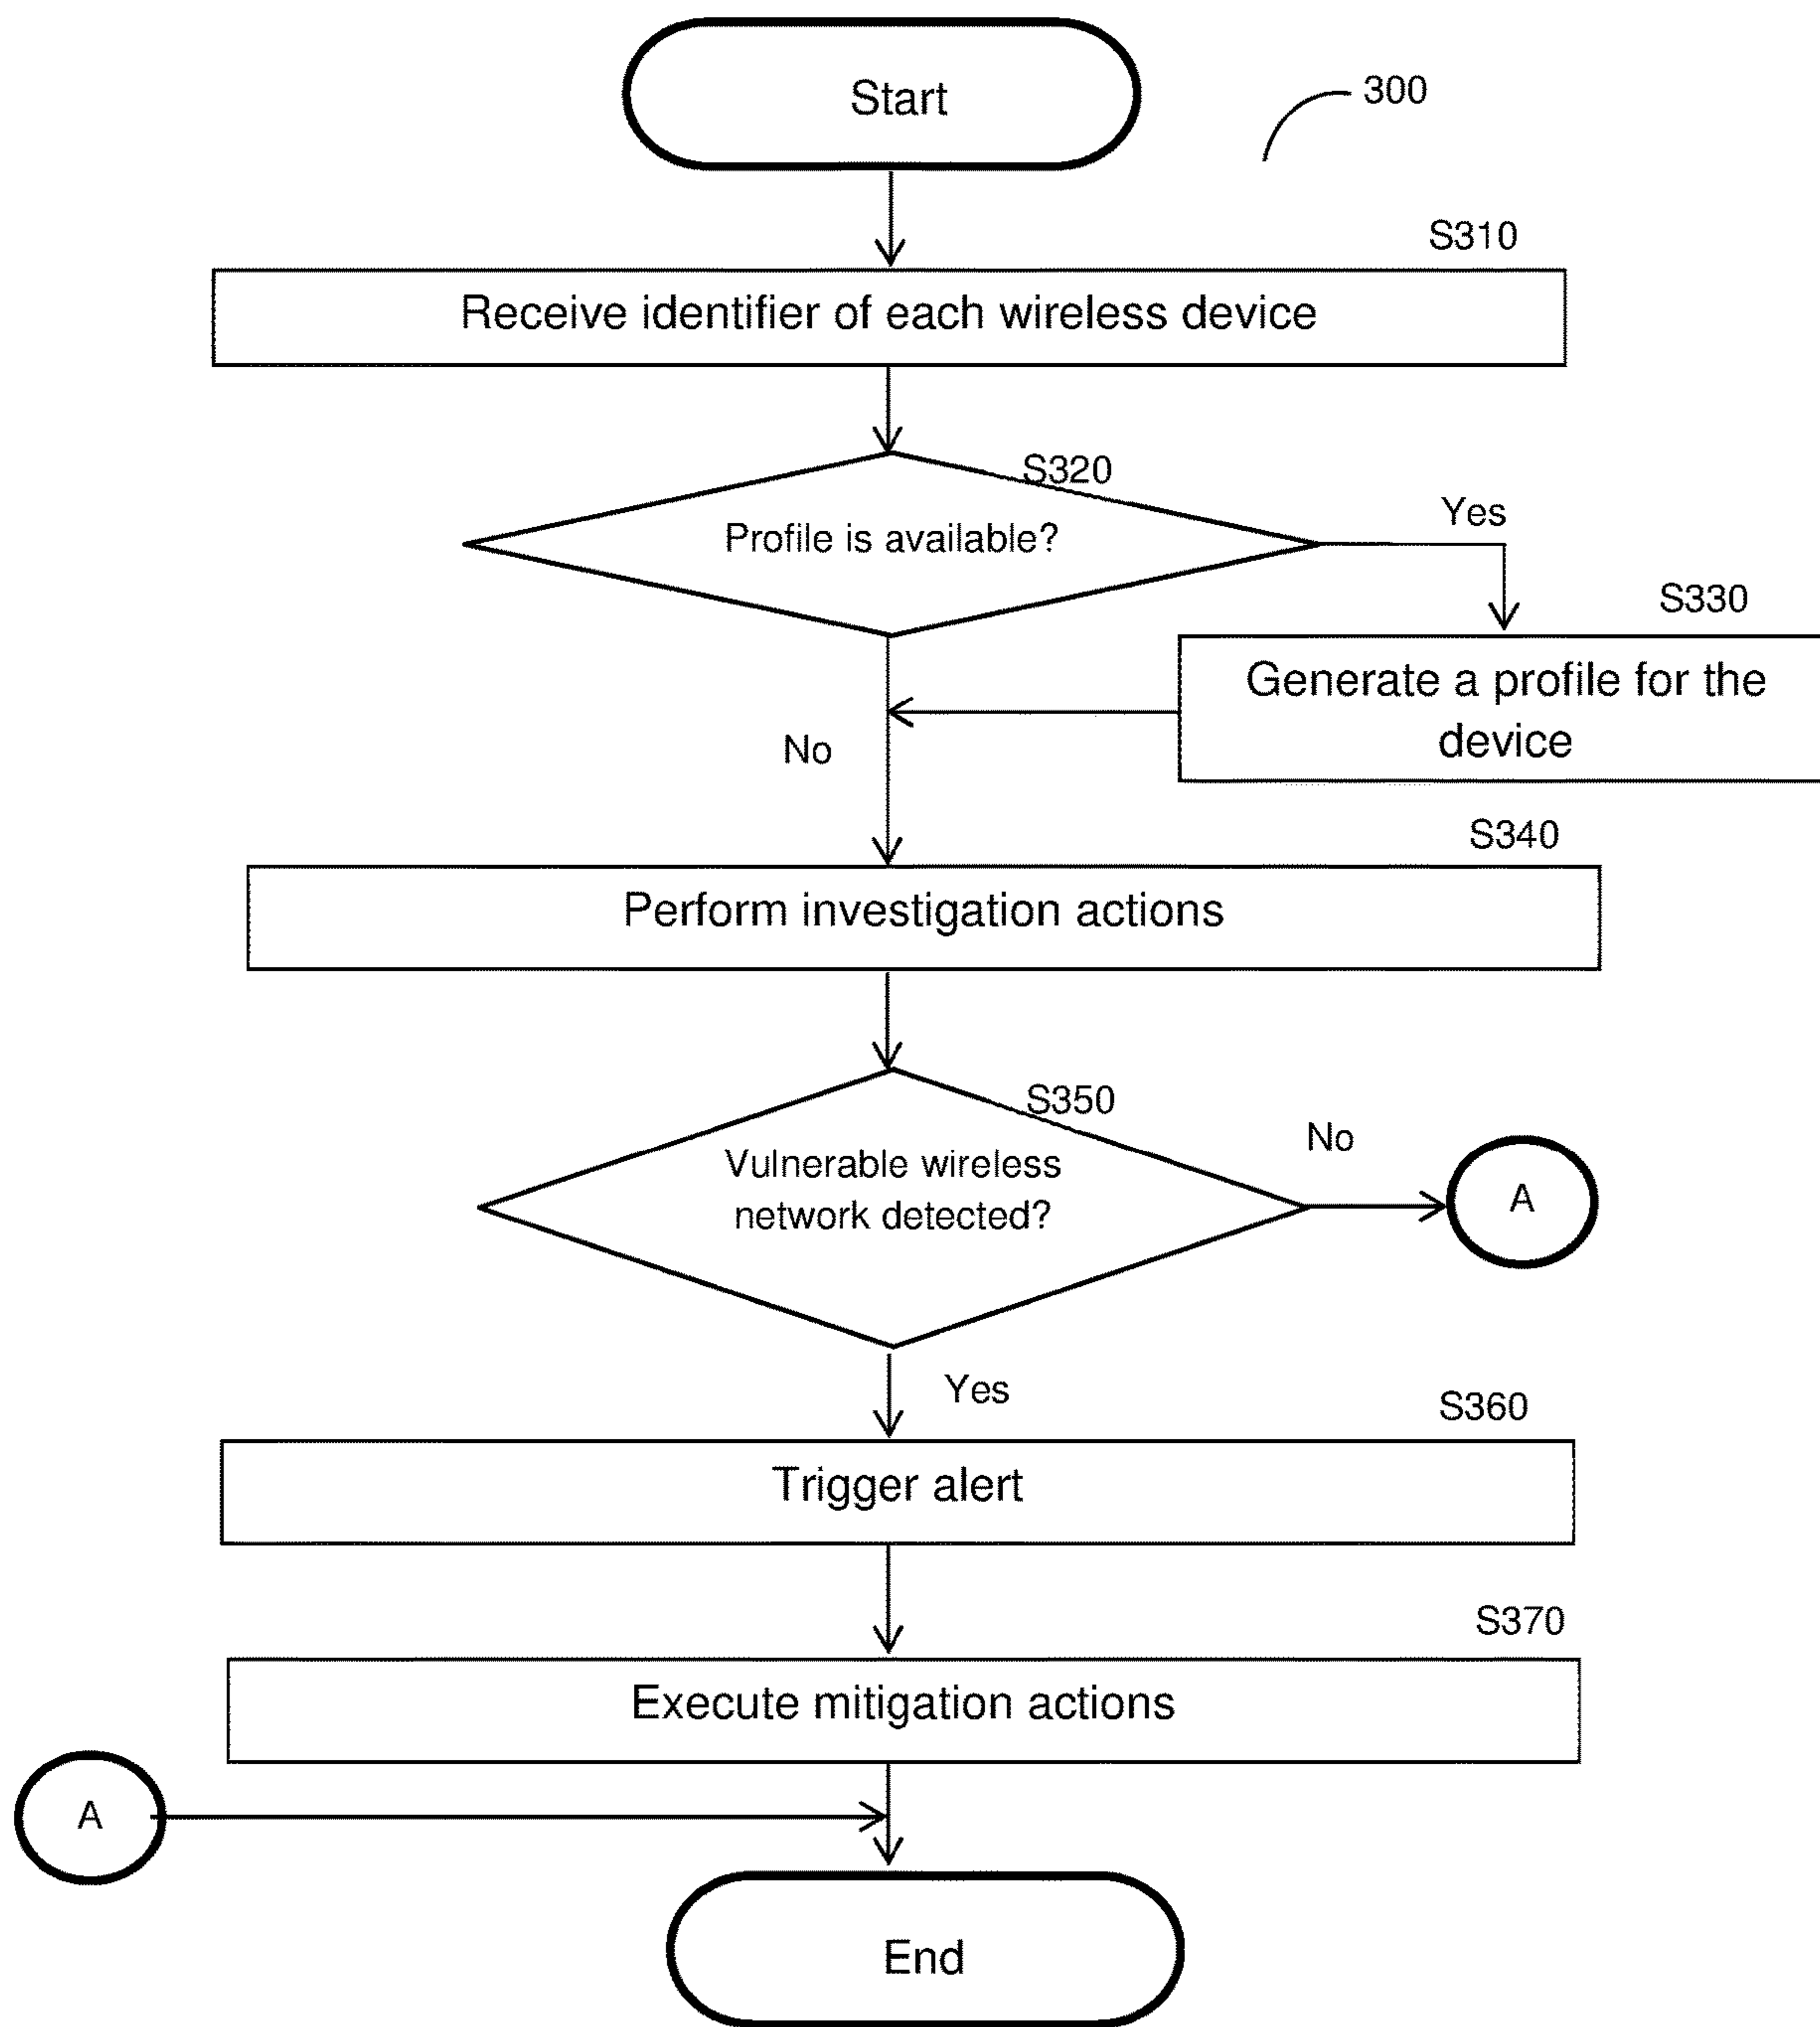 Start
300
S310
Receive identifier of each wireless device
S320
Profile is available?
Yes
S330
Generate a profile for the
device
No
S340
Perform investigation actions
S350
Vulnerable wireless
network detected?
No
A
Yes
S360
Trigger alert
S370
Execute mitigation actions
A
End